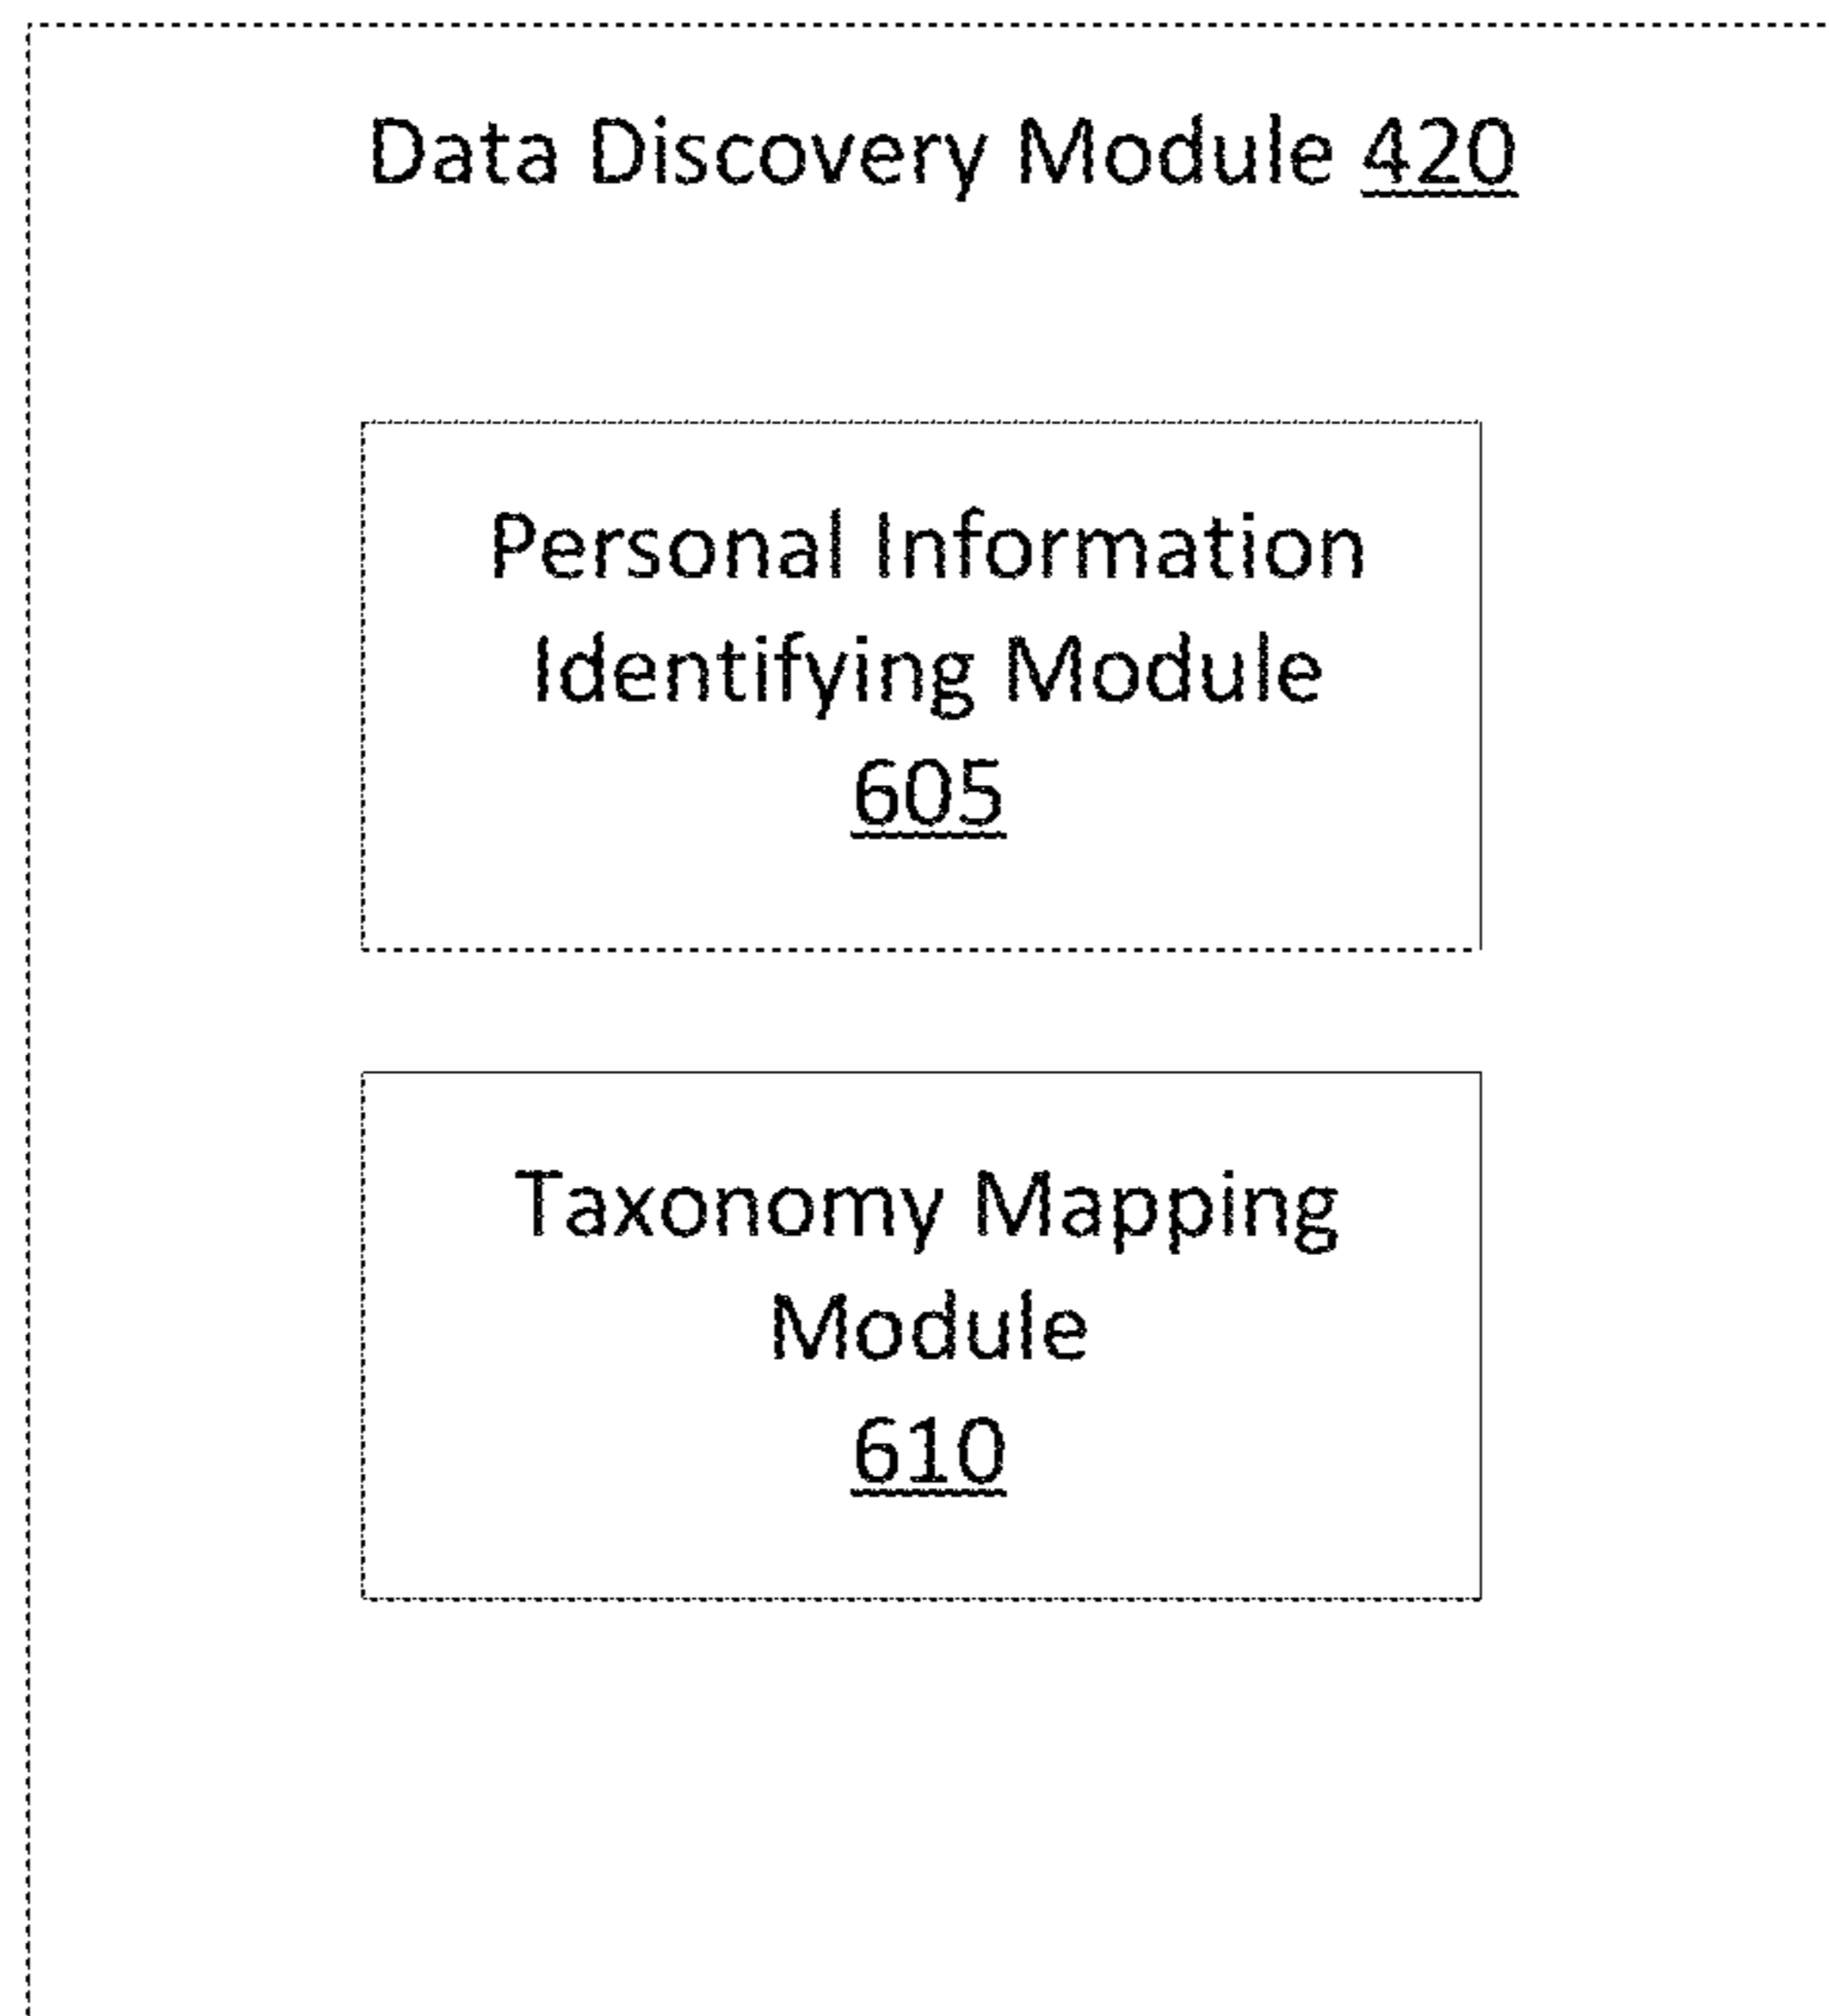 Data Discovery Module 420
Personal Information
Identifying Module
605
Taxonomy Mapping
Module
610